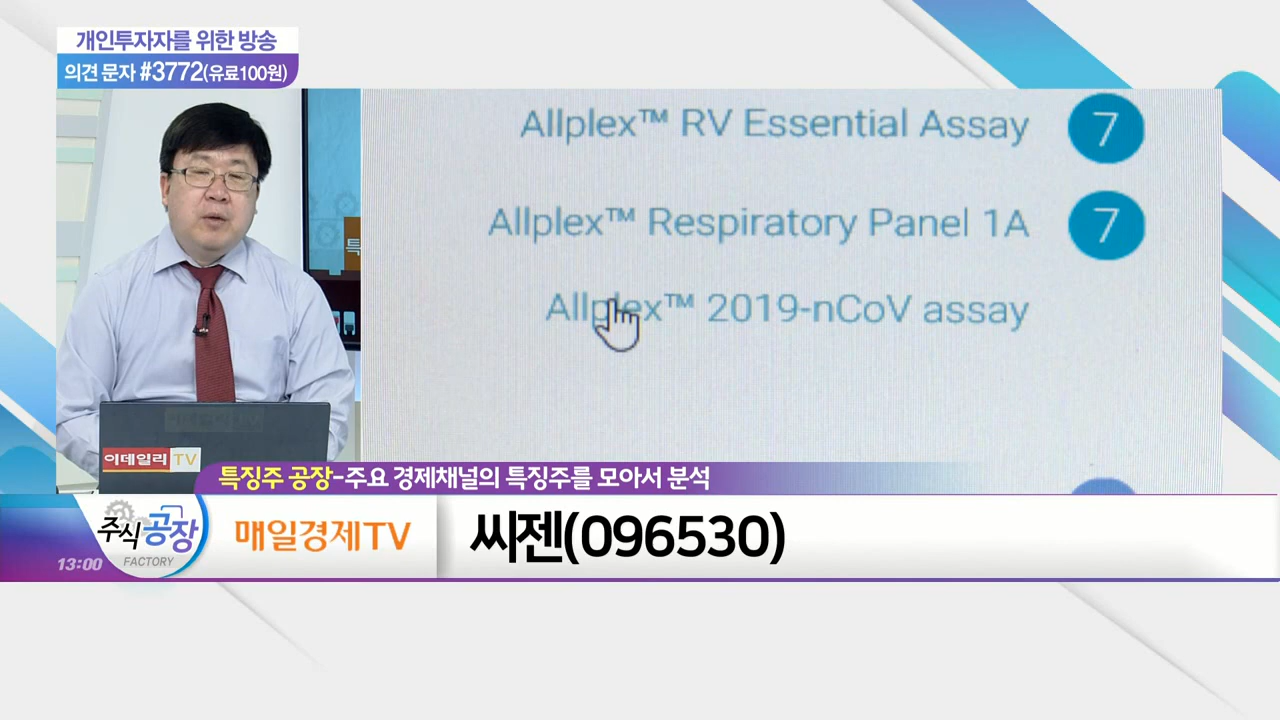 개인투자자를 위한 방송
의견 문자 #3772(유료100원)
Allplex™ RV Essential Assay
7
Allplex™ Respiratory Panel 1A
7
Allplex™ 2019-nCoV assay
특
이데일리TV
특징주 공장-주요 경제채널의 특징주를 모아서 분석
주식공장
FACTORY
13:00
매일경제TV
씨젠(096530)